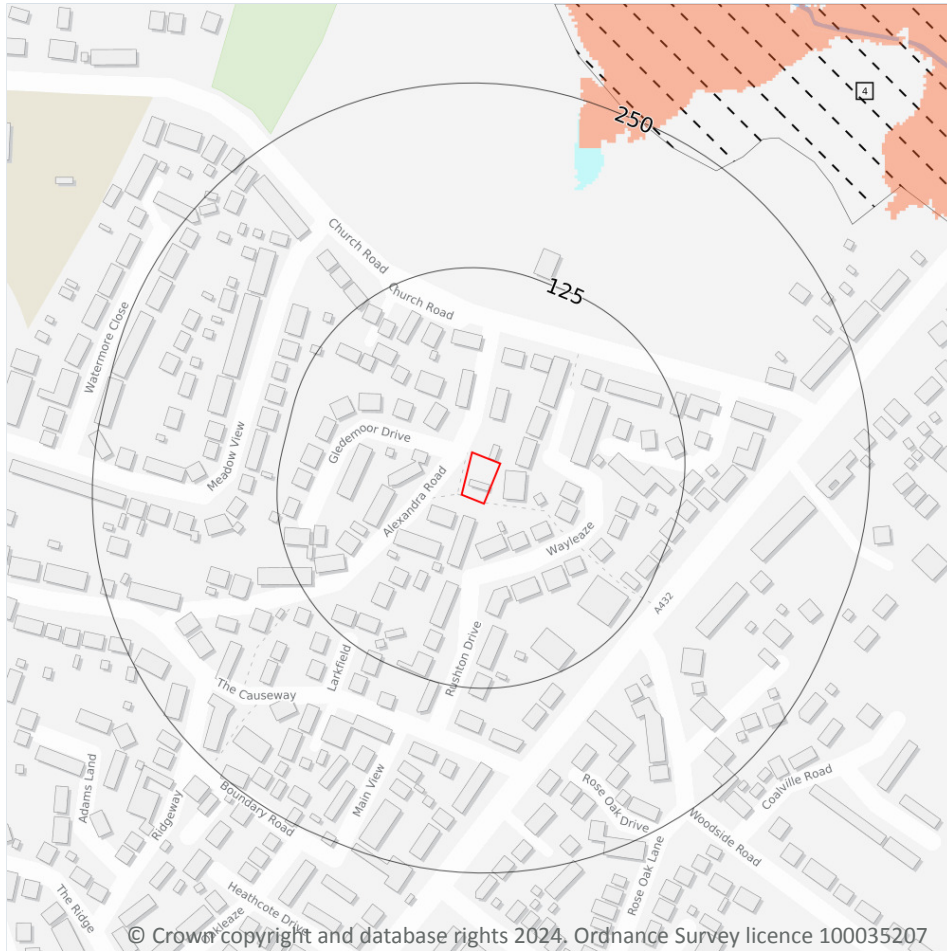 4
250
Church Road
125
Church Road
Watermore Close
Gledemoor Drive
Meadow View
Alexandra Road
Wayleaze
A432
Rushton Drive
Larkfield
The Causeway
Adams Land
Ridgeway
Boundary Road
Main View
Coalville Road
Rose Oak Drive
Woodside Road
Rose Oak Lane
The Ridge
Heathcote Drive
© Crown copyright and database rights 2024. Ordnance Survey licence 100035207